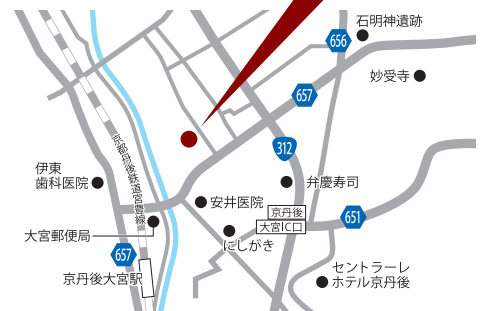 石明神遺跡
656
妙受寺
657
京都丹後鉄道宮豊線
312
伊東
歯科医院
安井医院
弁慶寿司
京丹後
大宮IC口
651
大宮郵便局
にしがき
657
京丹後大宮駅
セントラーレ
ホテル京丹後